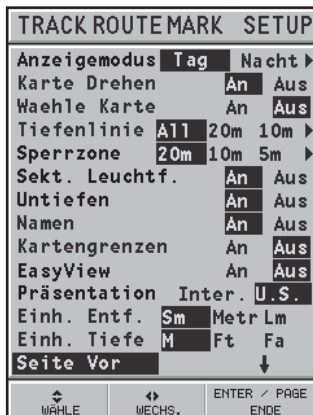 TRACK ROUTE MARK SETUP
Anzeigemodus Tag Nacht
Karte Drehen An Aus
Waehle Karte An Aus
Tiefenlinie All 20m 10m
Sperrzone 20m 10m 5m
Sekt. Leuchtf. An Aus
Untiefen An Aus
Namen An Aus
Kartengrenzen An Aus
EasyView An Aus
Präsentation Inter. U.S.
Einh. Entf. Sm Metr Lm
Einh. Tiefe M Ft Fa
Seite Vor
WÄHLE WECHS. ENTER / PAGE ENDE